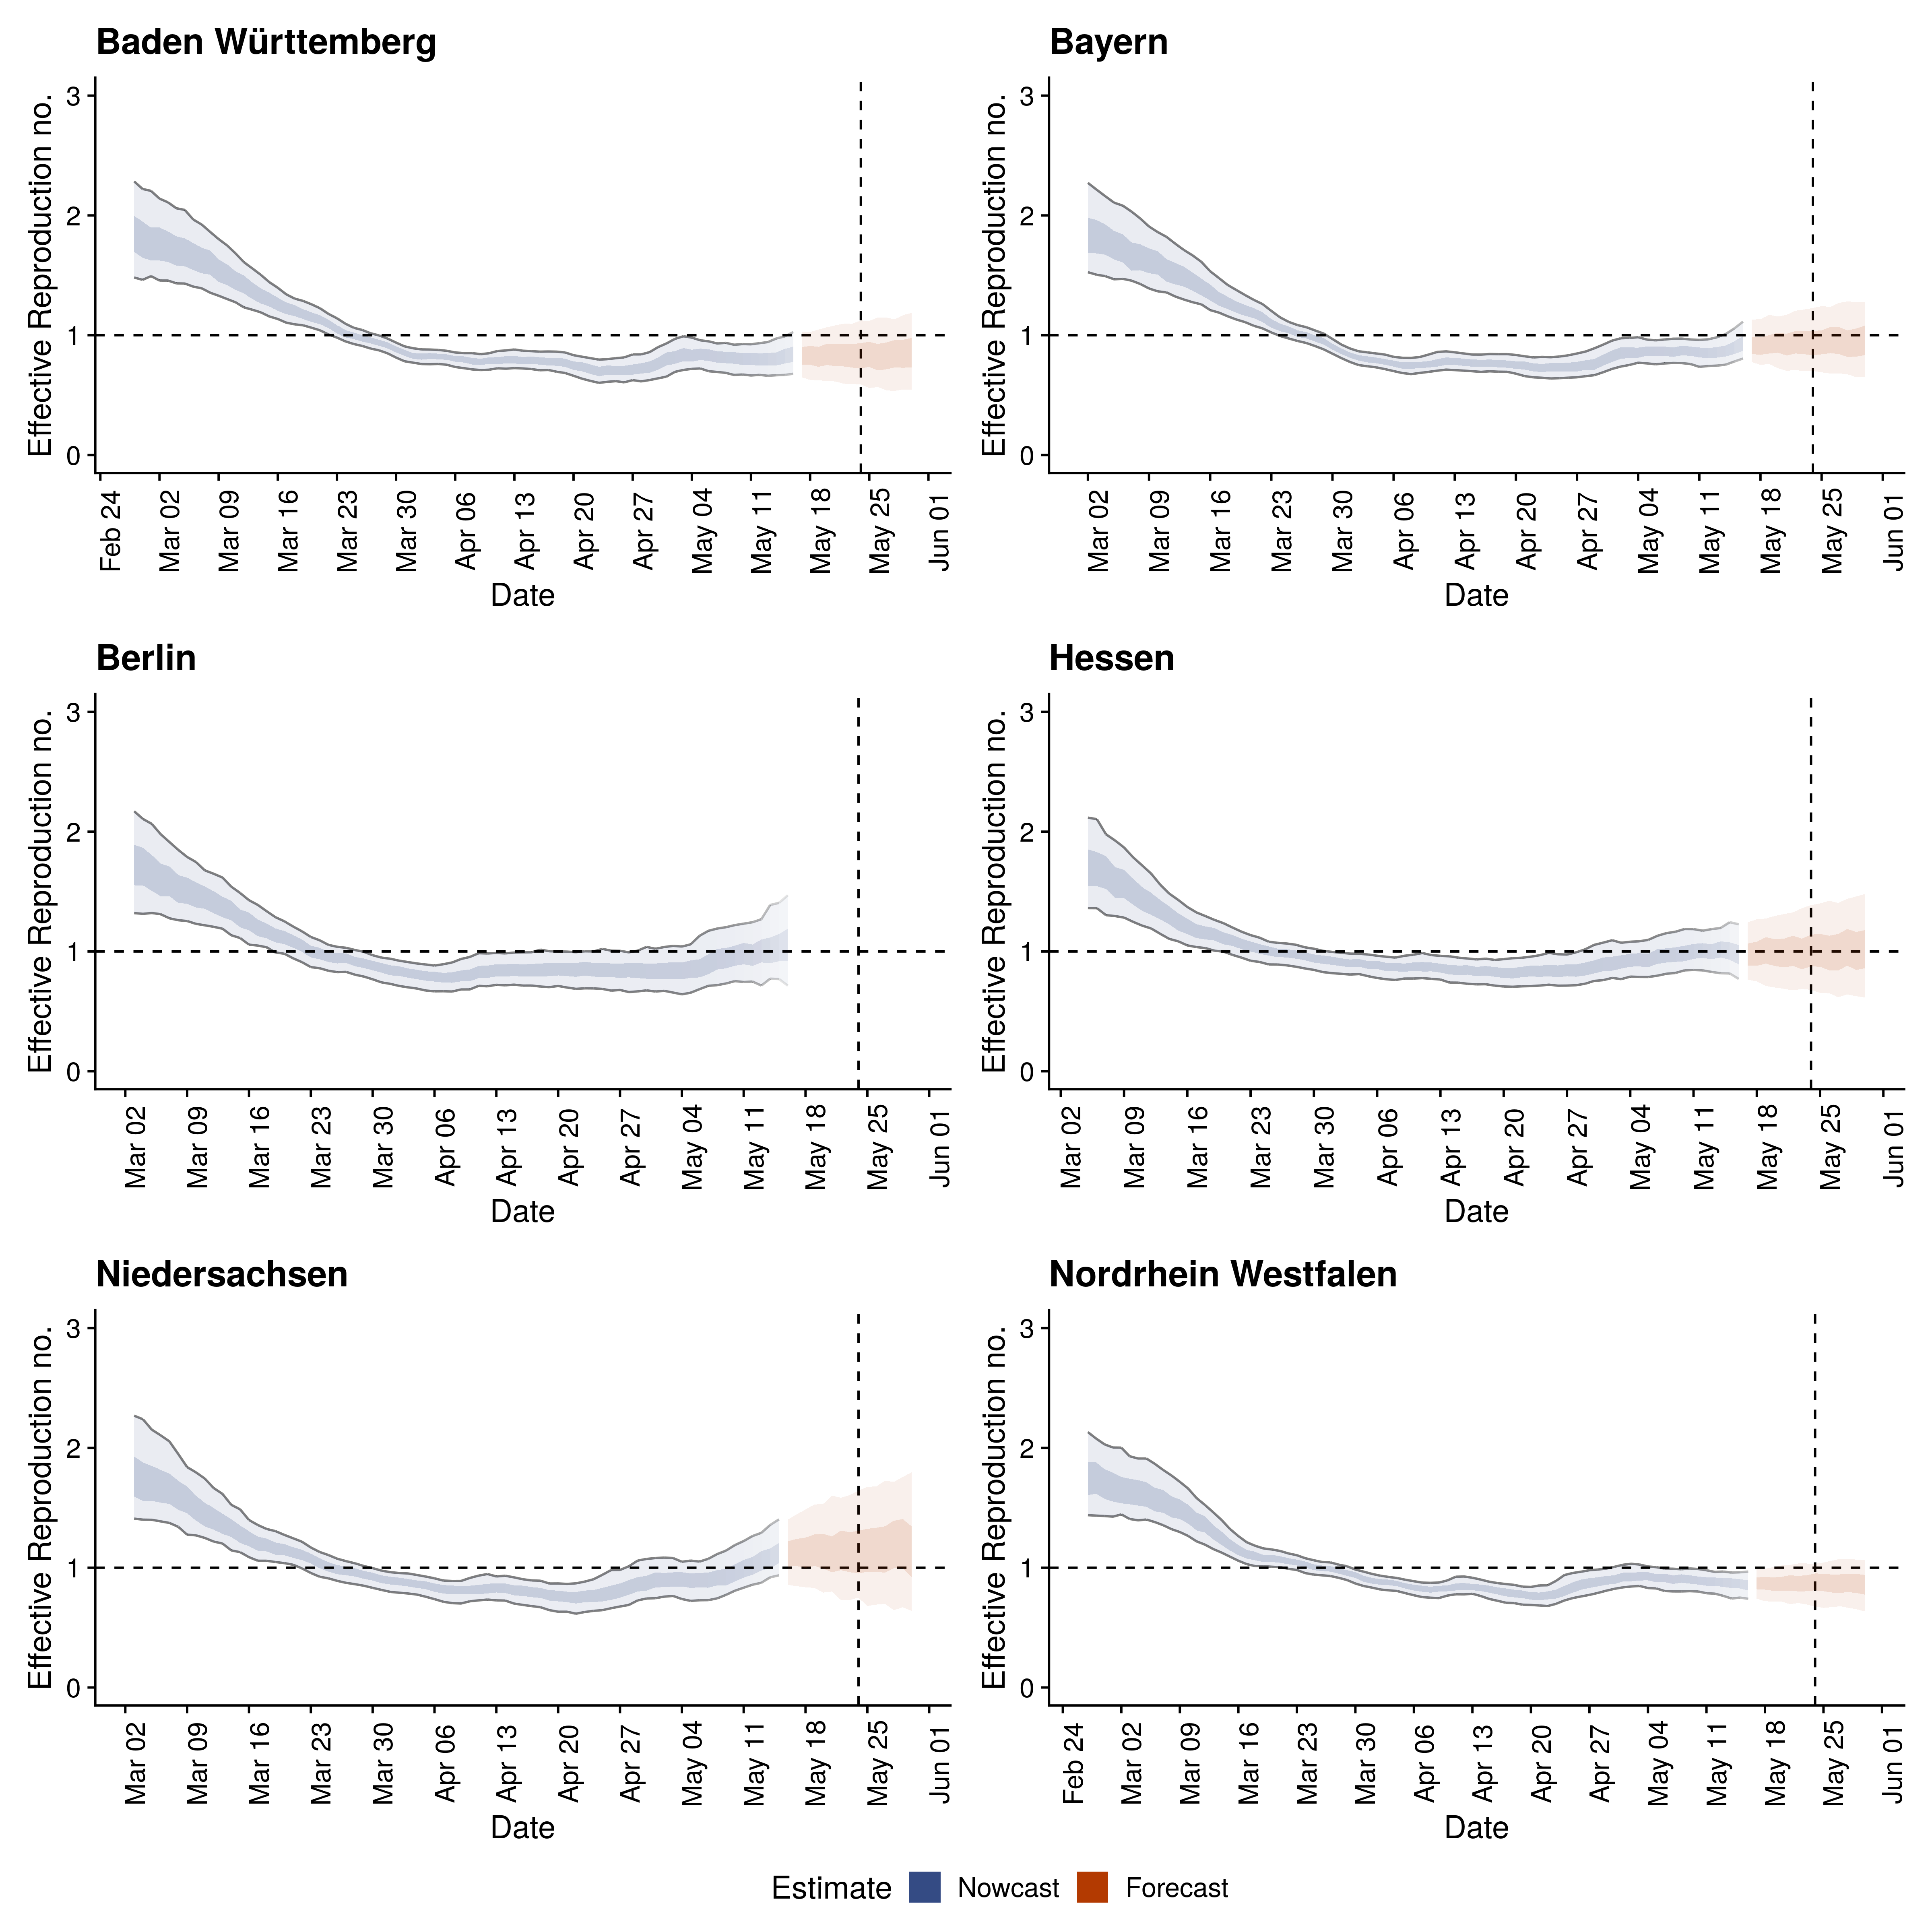 Baden Württemberg
Effective Reproduction no.
3
2
1
0
Feb 24
Mar 02
Mar 09
Mar 16
Mar 23
Mar 30
Apr 06
Apr 13
Apr 20
Apr 27
May 04
May 11
May 18
May 25
Jun 01
Date
Bayern
Effective Reproduction no.
3
2
1
0
Mar 02
Mar 09
Mar 16
Mar 23
Mar 30
Apr 06
Apr 13
Apr 20
Apr 27
May 04
May 11
May 18
May 25
Jun 01
Date
Berlin
Effective Reproduction no.
3
2
1
0
Mar 02
Mar 09
Mar 16
Mar 23
Mar 30
Apr 06
Apr 13
Apr 20
Apr 27
May 04
May 11
May 18
May 25
Jun 01
Date
Hessen
Effective Reproduction no.
3
2
1
0
Mar 02
Mar 09
Mar 16
Mar 23
Mar 30
Apr 06
Apr 13
Apr 20
Apr 27
May 04
May 11
May 18
May 25
Jun 01
Date
Niedersachsen
Effective Reproduction no.
3
2
1
0
Mar 02
Mar 09
Mar 16
Mar 23
Mar 30
Apr 06
Apr 13
Apr 20
Apr 27
May 04
May 11
May 18
May 25
Jun 01
Date
Nordrhein Westfalen
Effective Reproduction no.
3
2
1
0
Feb 24
Mar 02
Mar 09
Mar 16
Mar 23
Mar 30
Apr 06
Apr 13
Apr 20
Apr 27
May 04
May 11
May 18
May 25
Jun 01
Date
Estimate Nowcast Forecast